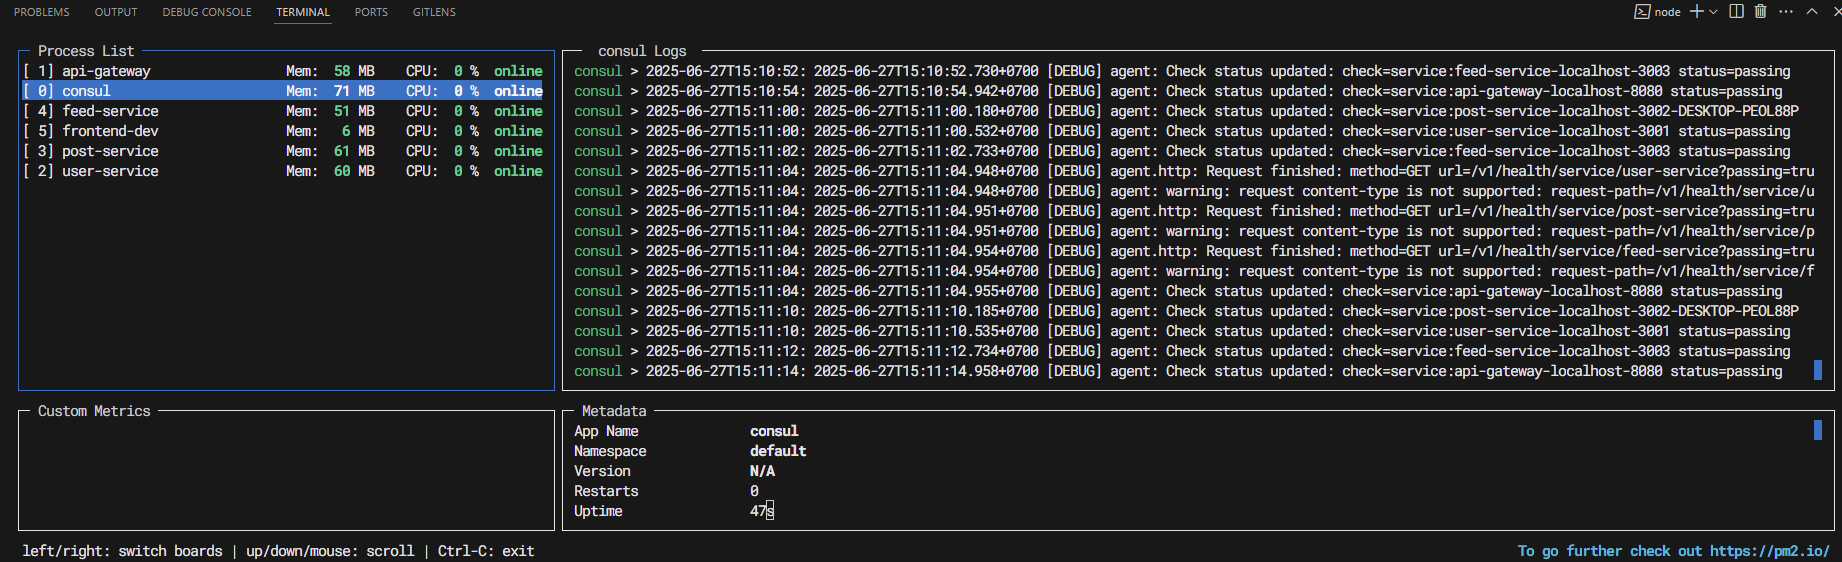 PROBLEMS OUTPUT DEBUG CONSOLE TERMINAL PORTS GITLENS node
Process List
[ 1] api-gateway Mem: 58 MB CPU: 0 % online
[ 0] consul Mem: 71 MB CPU: 0 % online
[ 4] feed-service Mem: 51 MB CPU: 0 % online
[ 5] frontend-dev Mem: 6 MB CPU: 0 % online
[ 3] post-service Mem: 61 MB CPU: 0 % online
[ 2] user-service Mem: 60 MB CPU: 0 % online
consul Logs
consul > 2025-06-27T15:10:52: 2025-06-27T15:10:52.730+0700 [DEBUG] agent: Check status updated: check=service:feed-service-localhost-3003 status=passing
consul > 2025-06-27T15:10:54: 2025-06-27T15:10:54.942+0700 [DEBUG] agent: Check status updated: check=service:api-gateway-localhost-8080 status=passing
consul > 2025-06-27T15:11:00: 2025-06-27T15:11:00.180+0700 [DEBUG] agent: Check status updated: check=service:post-service-localhost-3002-DESKTOP-PEOL88P
consul > 2025-06-27T15:11:00: 2025-06-27T15:11:00.532+0700 [DEBUG] agent: Check status updated: check=service:user-service-localhost-3001 status=passing
consul > 2025-06-27T15:11:02: 2025-06-27T15:11:02.733+0700 [DEBUG] agent: Check status updated: check=service:feed-service-localhost-3003 status=passing
consul > 2025-06-27T15:11:04: 2025-06-27T15:11:04.948+0700 [DEBUG] agent.http: Request finished: method=GET url=/v1/health/service/user-service?passing=tru
consul > 2025-06-27T15:11:04: 2025-06-27T15:11:04.948+0700 [DEBUG] agent: warning: request content-type is not supported: request-path=/v1/health/service/u
consul > 2025-06-27T15:11:04: 2025-06-27T15:11:04.951+0700 [DEBUG] agent.http: Request finished: method=GET url=/v1/health/service/post-service?passing=tru
consul > 2025-06-27T15:11:04: 2025-06-27T15:11:04.951+0700 [DEBUG] agent: warning: request content-type is not supported: request-path=/v1/health/service/p
consul > 2025-06-27T15:11:04: 2025-06-27T15:11:04.954+0700 [DEBUG] agent.http: Request finished: method=GET url=/v1/health/service/feed-service?passing=tru
consul > 2025-06-27T15:11:04: 2025-06-27T15:11:04.954+0700 [DEBUG] agent: warning: request content-type is not supported: request-path=/v1/health/service/f
consul > 2025-06-27T15:11:04: 2025-06-27T15:11:04.955+0700 [DEBUG] agent: Check status updated: check=service:api-gateway-localhost-8080 status=passing
consul > 2025-06-27T15:11:10: 2025-06-27T15:11:10.185+0700 [DEBUG] agent: Check status updated: check=service:post-service-localhost-3002-DESKTOP-PEOL88P
consul > 2025-06-27T15:11:10: 2025-06-27T15:11:10.535+0700 [DEBUG] agent: Check status updated: check=service:user-service-localhost-3001 status=passing
consul > 2025-06-27T15:11:12: 2025-06-27T15:11:12.734+0700 [DEBUG] agent: Check status updated: check=service:feed-service-localhost-3003 status=passing
consul > 2025-06-27T15:11:14: 2025-06-27T15:11:14.958+0700 [DEBUG] agent: Check status updated: check=service:api-gateway-localhost-8080 status=passing
Custom Metrics
Metadata
App Name consul
Namespace default
Version N/A
Restarts 0
Uptime 47s
left/right: switch boards | up/down/mouse: scroll | Ctrl-C: exit
To go further check out https://pm2.io/